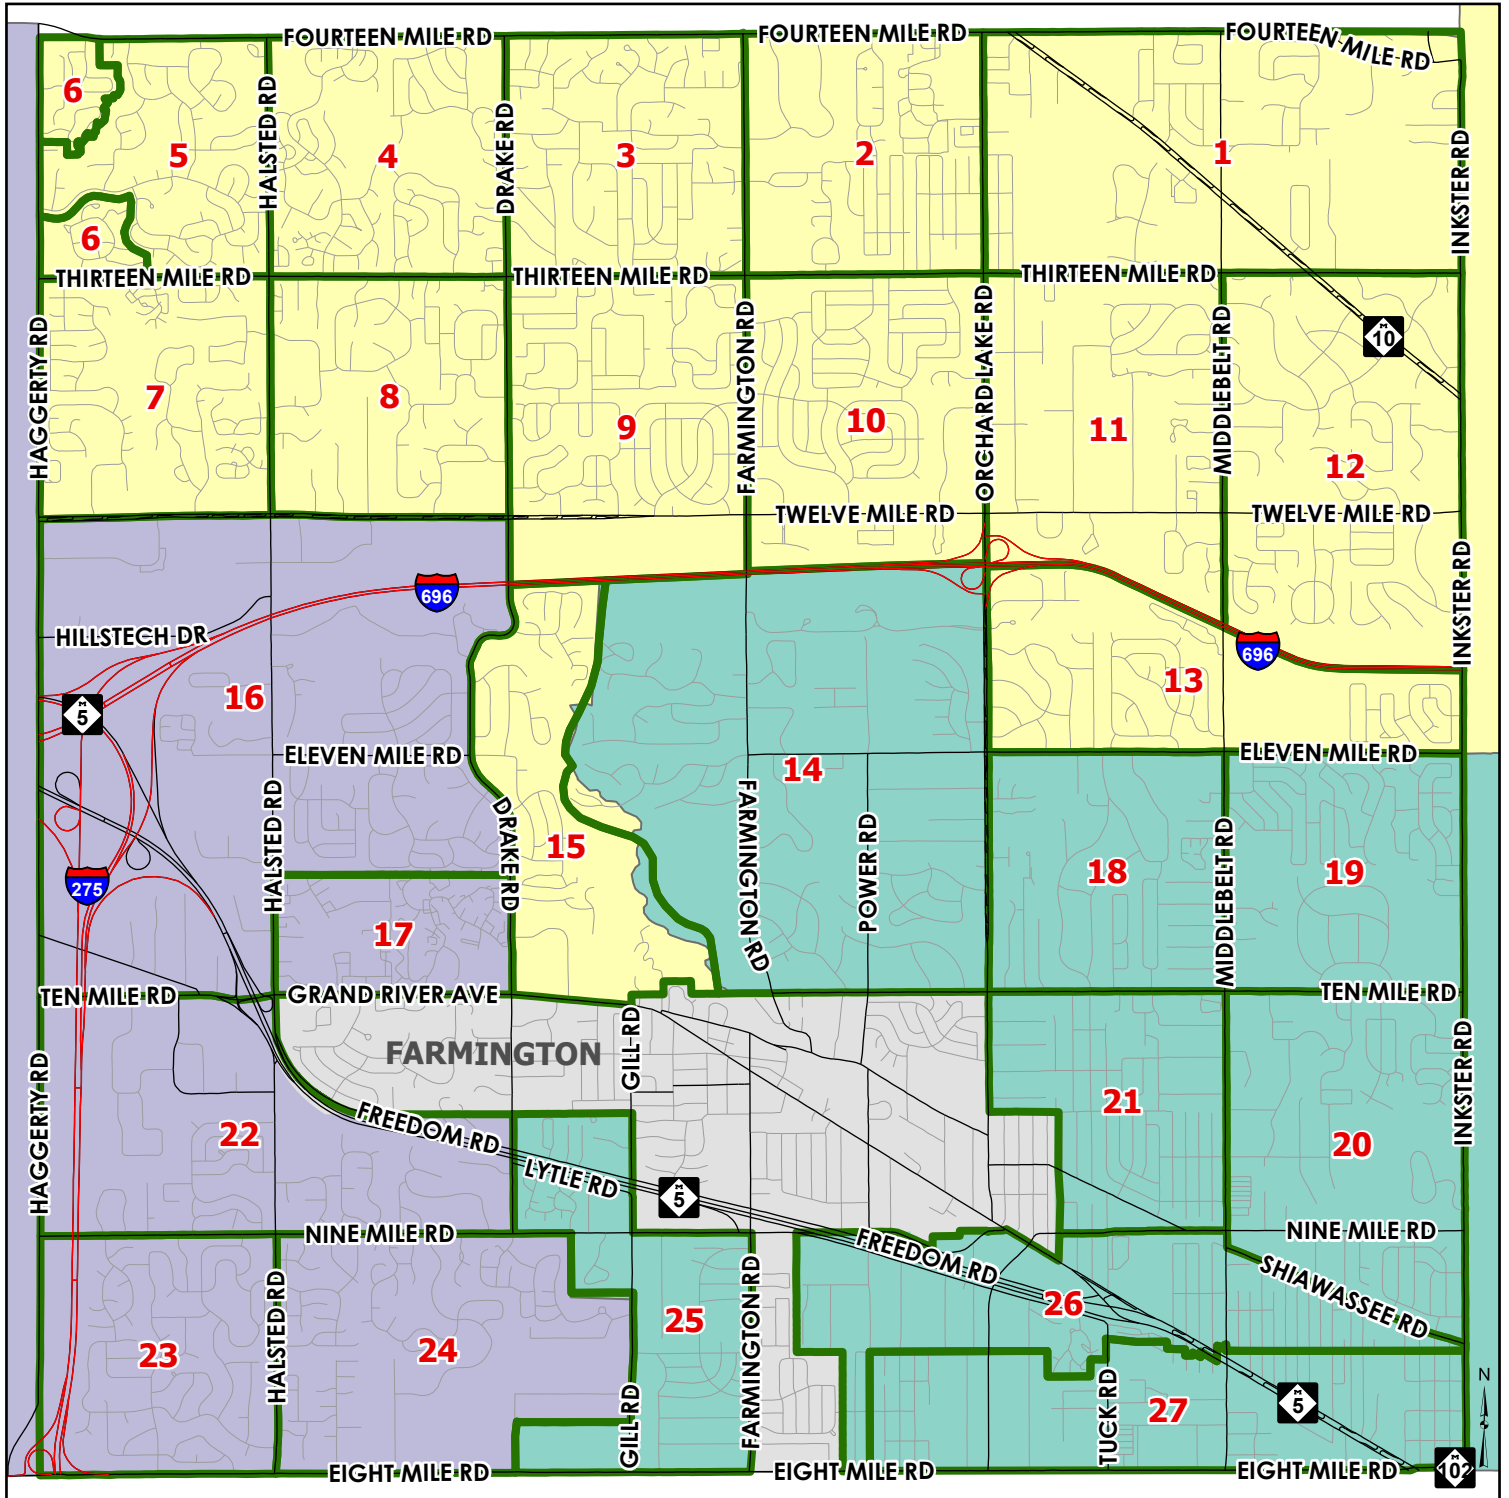 FOURTEEN MILE RD
FOURTEEN MILE RD
FOURTEEN MILE RD
6
5
HALSTED RD
4
DRAKE RD
3
2
1
INKSTER RD
6
THIRTEEN MILE RD
THIRTEEN MILE RD
THIRTEEN MILE RD
HAGGERTY RD
7
8
9
FARMINGTON RD
10
ORCHARD LAKE RD
11
MIDDLEBELT RD
M
10
12
TWELVE MILE RD
TWELVE MILE RD
696
HILLSTECH DR
INKSTER RD
696
M
5
16
13
ELEVEN MILE RD
ELEVEN MILE RD
14
HALSTED RD
DRAKE RD
15
FARMINGTON RD
POWER RD
18
MIDDLEBELT RD
19
275
17
TEN MILE RD
GRAND RIVER AVE
TEN MILE RD
HAGGERTY RD
FARMINGTON
GILL RD
INKSTER RD
22
FREEDOM RD
LYTLE RD
M
5
21
20
NINE MILE RD
NINE MILE RD
FREEDOM RD
SHIAWASSEE RD
23
HALSTED RD
24
25
FARMINGTON RD
26
GILL RD
TUCK RD
27
M
5
N
EIGHT MILE RD
EIGHT MILE RD
EIGHT MILE RD
M
102